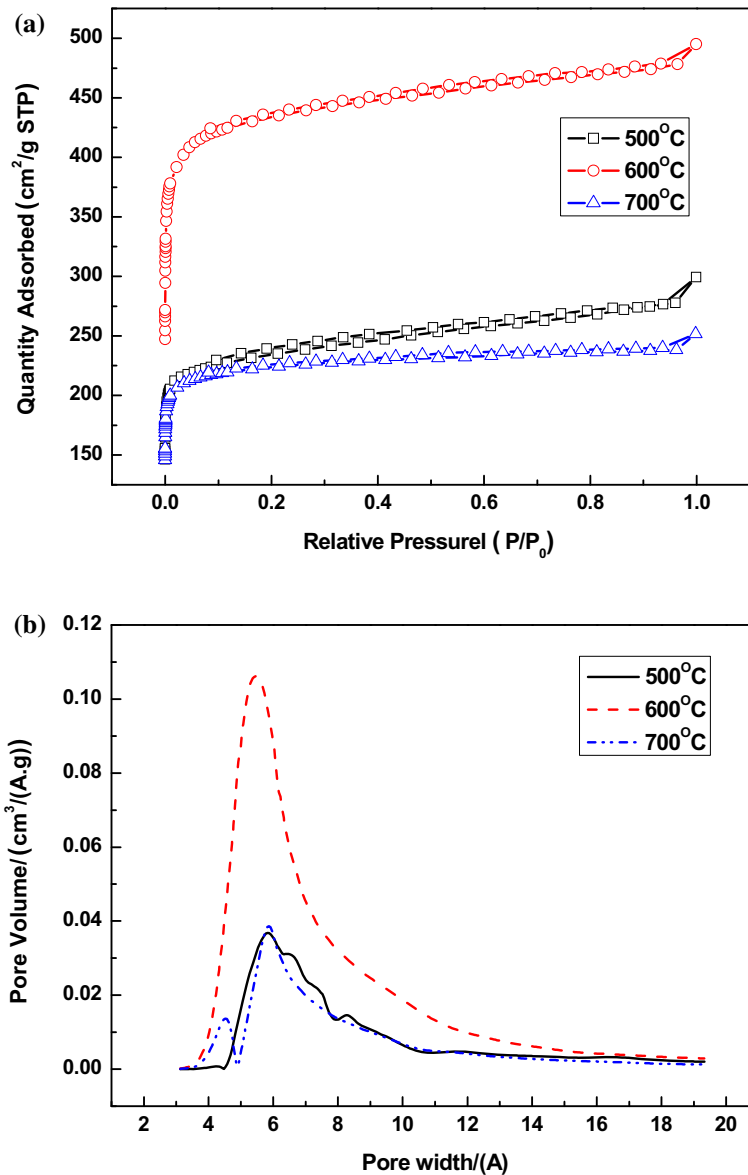 (a)
500
450
400
350
300
250
200
150
Quantity Adsorbed (cm²/g STP)
500°C
600°C
700°C
0.0 0.2 0.4 0.6 0.8 1.0
Relative Pressurel ( P/P₀)
(b)
0.12
0.10
0.08
0.06
0.04
0.02
0.00
Pore Volume/ (cm³/(A.g))
500°C
600°C
700°C
2 4 6 8 10 12 14 16 18 20
Pore width/(A)